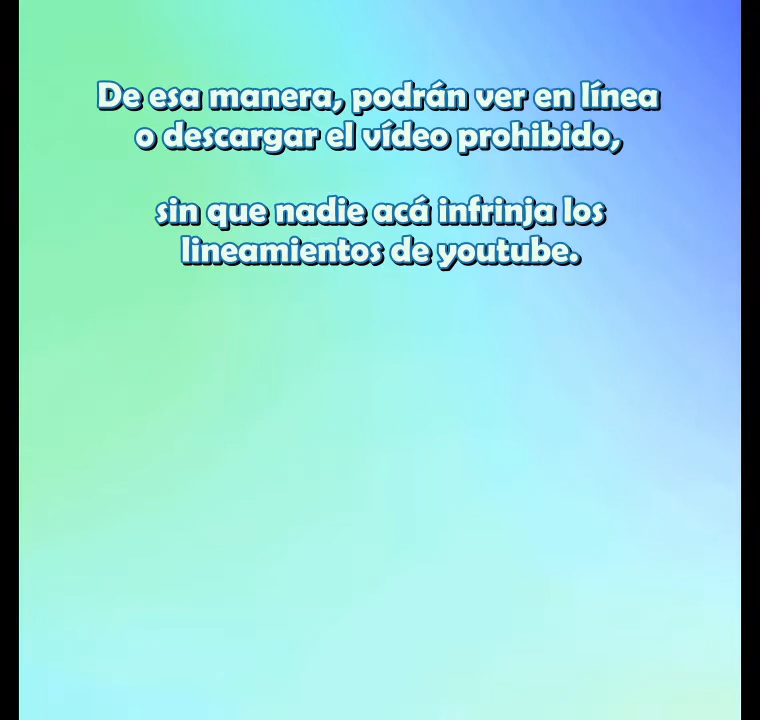 De esa manera, podrán ver en línea
o descargar el vídeo prohibido,
sin que nadie acá infrinja los
lineamientos de youtube.